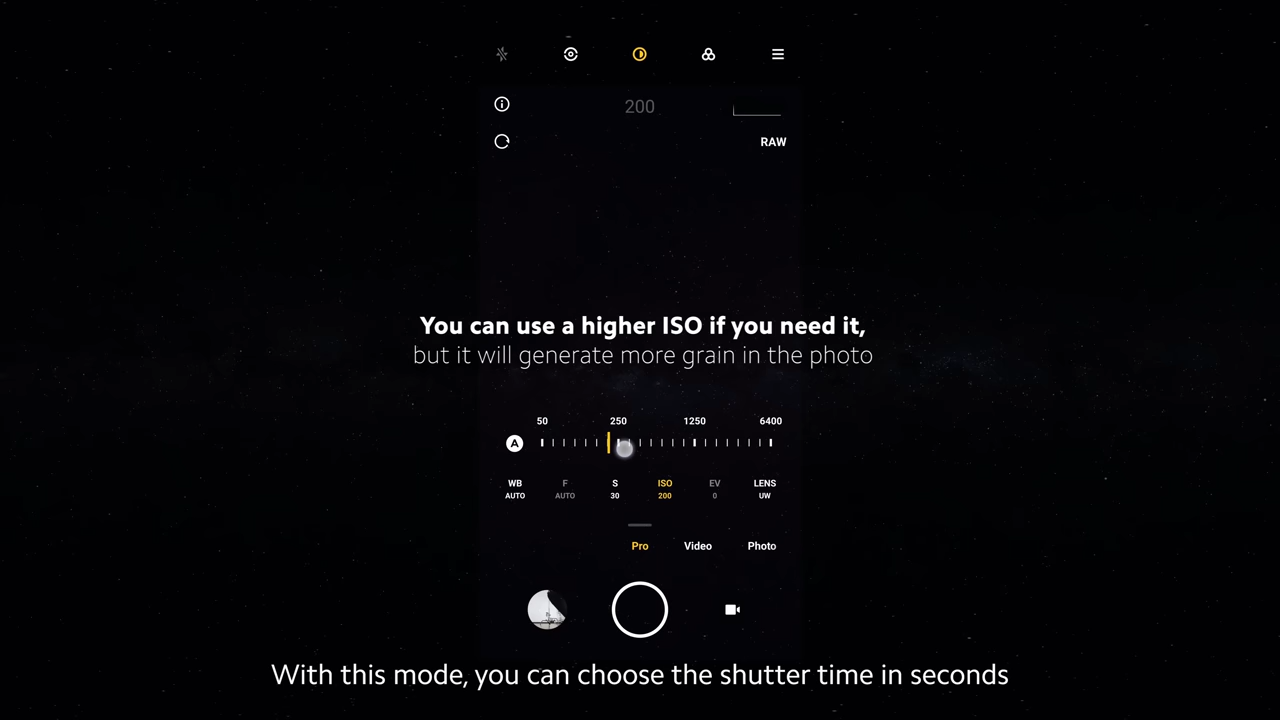 200
RAW
You can use a higher ISO if you need it,
but it will generate more grain in the photo
50 250 1250 6400
A
WB F S ISO EV LENS
AUTO AUTO 30 200 0 UW
Pro Video Photo
With this mode, you can choose the shutter time in seconds